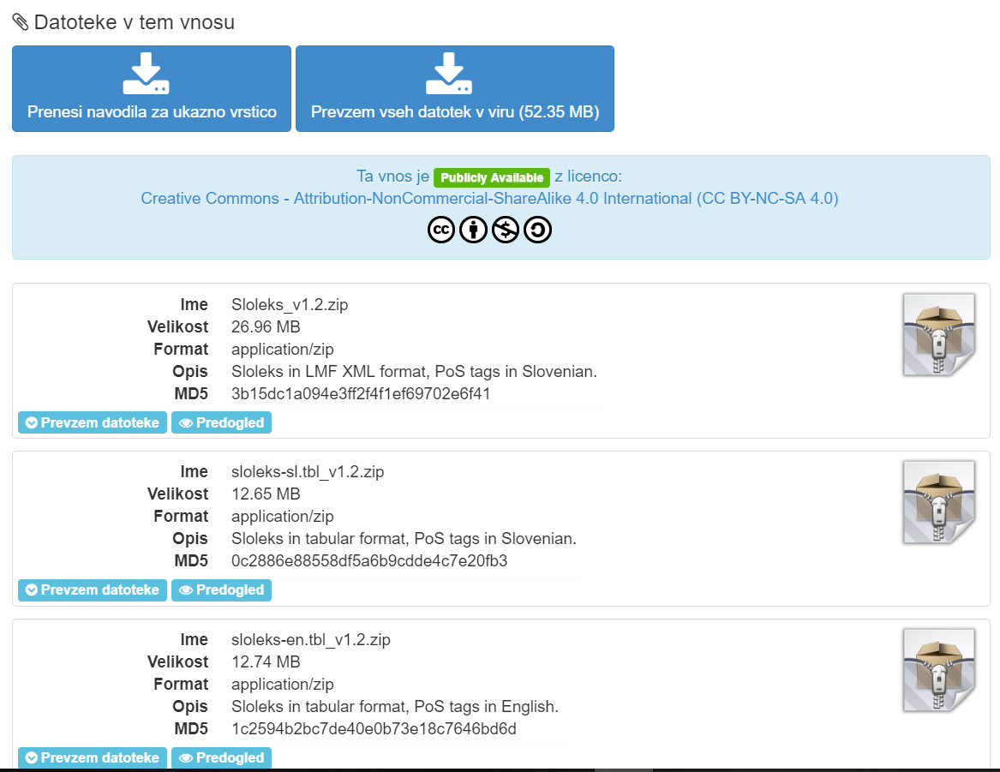 Datoteke v tem vnosu
Prenesi navodila za ukazno vrstico
Prevzem vseh datotek v viru (52.35 MB)
Ta vnos je Publicly Available z licenco:
Creative Commons - Attribution-NonCommercial-ShareAlike 4.0 International (CC BY-NC-SA 4.0)
cc
Ime Sloleks_v1.2.zip
Velikost 26.96 MB
Format application/zip
Opis Sloleks in LMF XML format, PoS tags in Slovenian.
MD5 3b15dc1a094e3ff2f4f1ef69702e6f41
Prevzem datoteke Predogled
Ime sloleks-sl.tbl_v1.2.zip
Velikost 12.65 MB
Format application/zip
Opis Sloleks in tabular format, PoS tags in Slovenian.
MD5 0c2886e88558df5a6b9cdde4c7e20fb3
Prevzem datoteke Predogled
Ime sloleks-en.tbl_v1.2.zip
Velikost 12.74 MB
Format application/zip
Opis Sloleks in tabular format, PoS tags in English.
MD5 1c2594b2bc7de40e0b73e18c7646bd6d
Prevzem datoteke Predogled